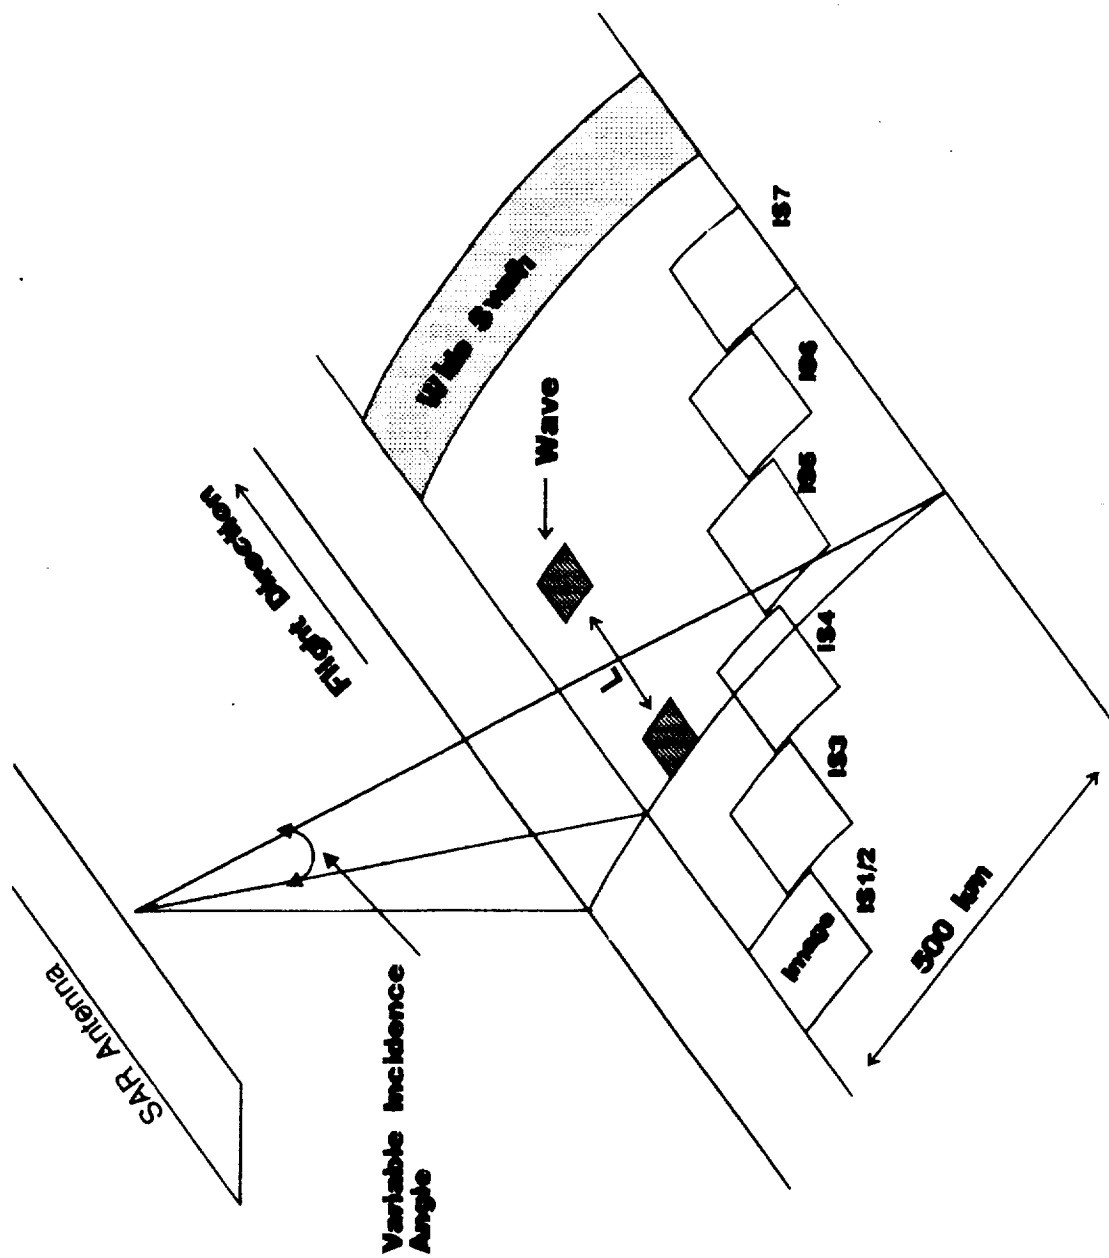 SAR Antenna
Flight Direction
Variable Incidence
Angle
Wide Swath
Wave
L
Image
IS1/2
IS3
IS4
IS5
IS6
IS7
500 km